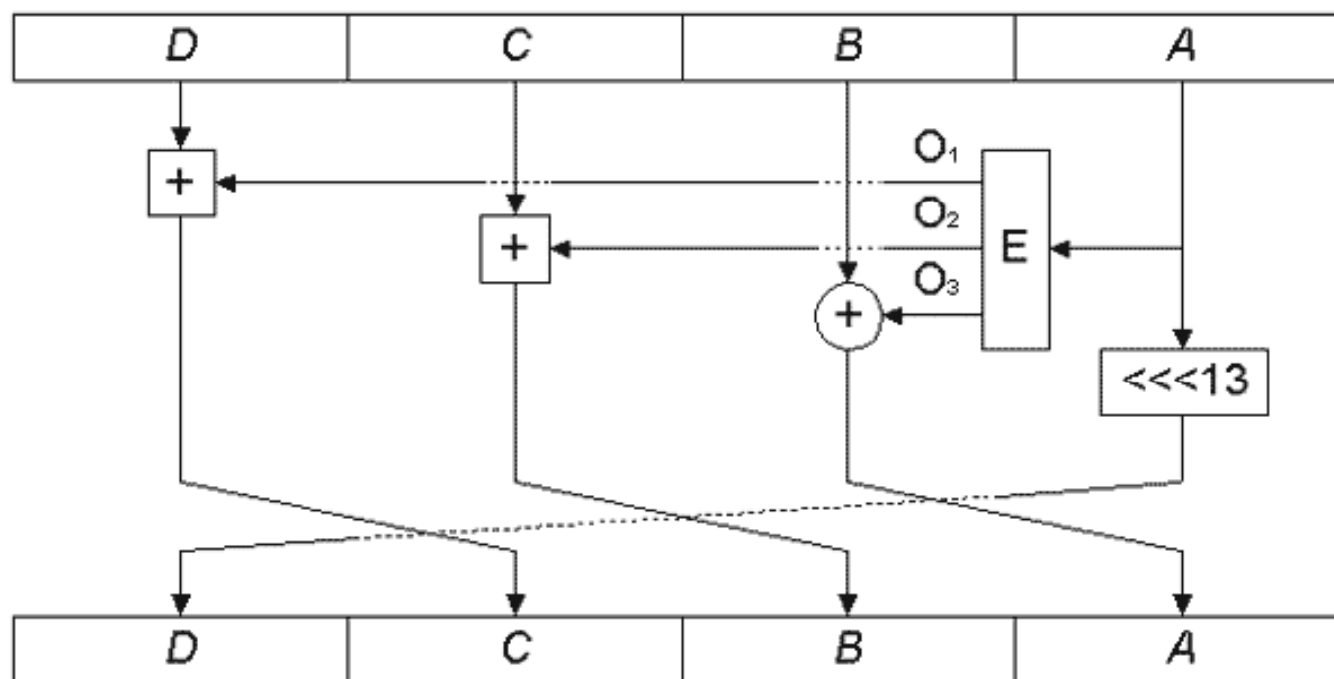 D C B A
O₁
+
O₂
+ E
O₃
+
<<<13
D C B A